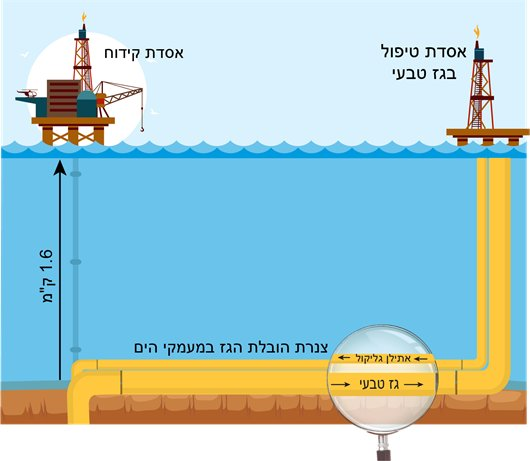 אסדת קידוח
אסדת טיפול
בגז טבעי
1.6 ק"מ
צנרת הובלת הגז במעמקי הים
אתילן גליקול
גז טבעי